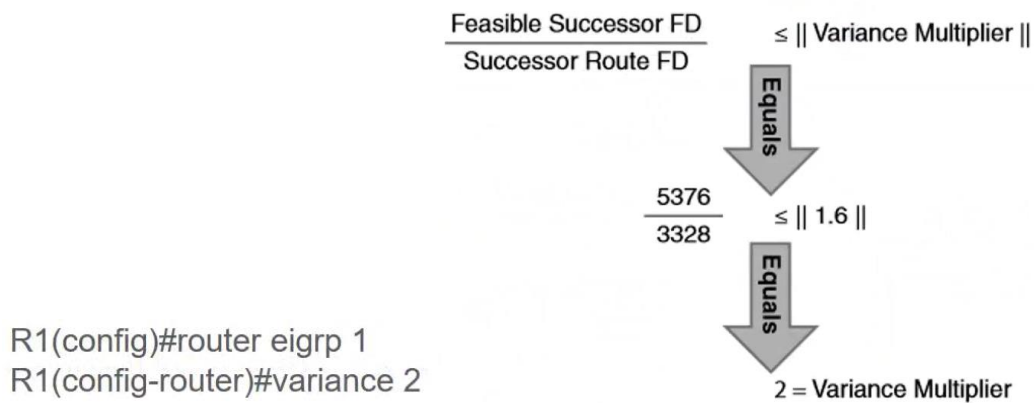 Feasible Successor FD
Successor Route FD
≤ || Variance Multiplier ||
Equals
5376
3328
≤ || 1.6 ||
Equals
R1(config)#router eigrp 1
R1(config-router)#variance 2
2 = Variance Multiplier